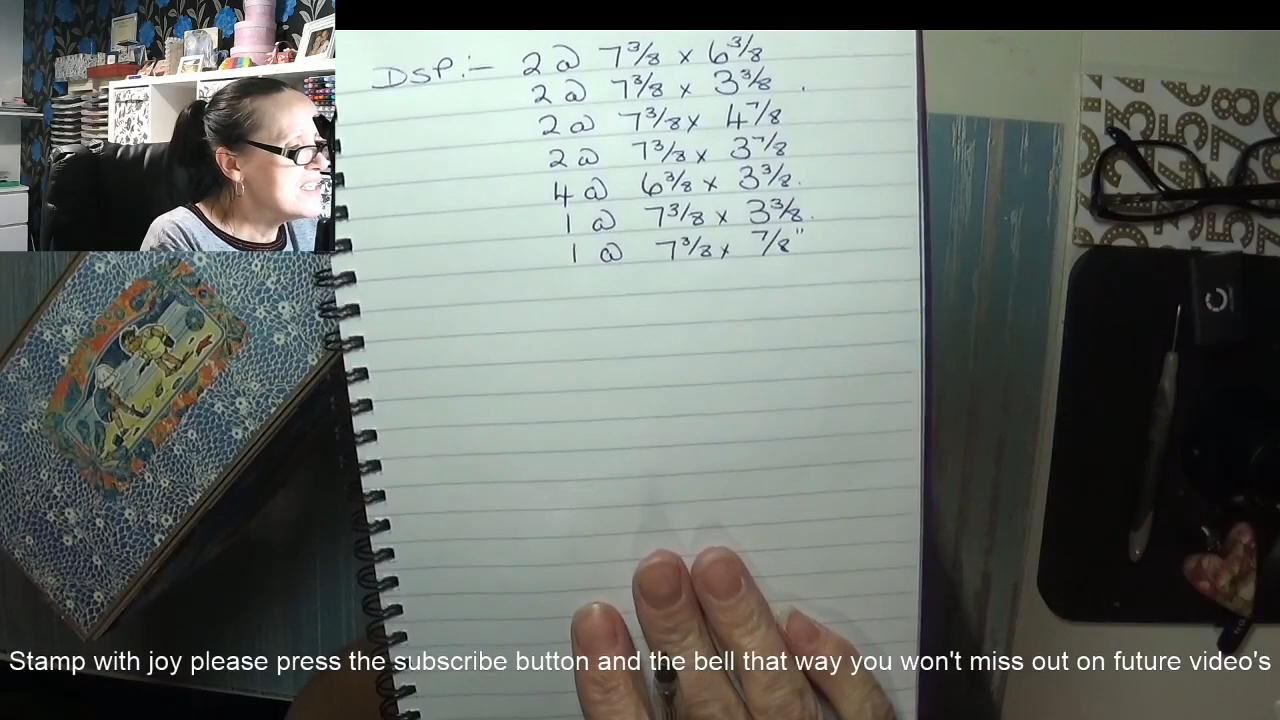 DSP:- 2 @ 7 3/8 x 6 3/8
2 @ 7 3/8 x 3 3/8 .
2 @ 7 3/8 x 4 7/8
2 @ 7 3/8 x 3 7/8
4 @ 6 3/8 x 3 3/8.
1 @ 7 3/8 x 3 3/8.
1 @ 7 3/8 x 7/8"
Stamp with joy please press the subscribe button and the bell that way you won't miss out on future video's